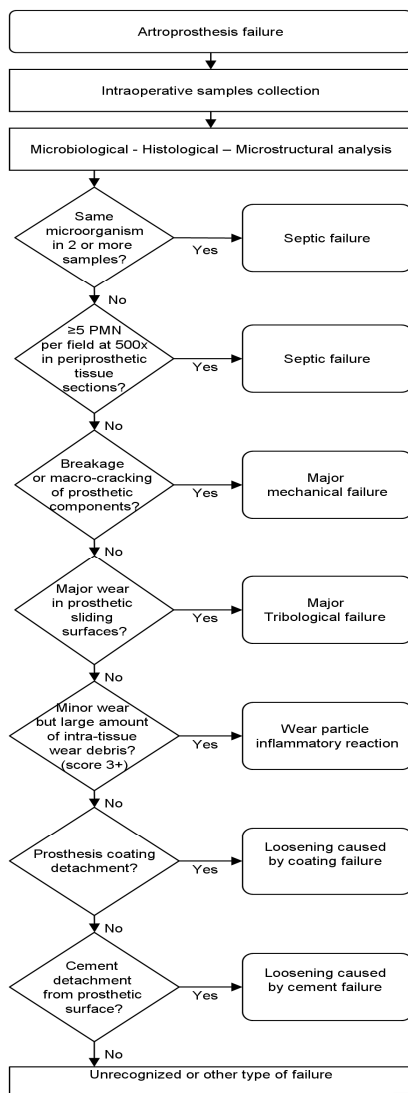 Artroprosthesis failure
Intraoperative samples collection
Microbiological - Histological – Microstructural analysis
Same
microorganism
in 2 or more
samples?
Yes
Septic failure
No
≥5 PMN
per field at 500x
in periprosthetic
tissue
sections?
Yes
Septic failure
No
Breakage
or macro-cracking
of prosthetic
components?
Yes
Major
mechanical failure
No
Major wear
in prosthetic
sliding
surfaces?
Yes
Major
Tribological failure
No
Minor wear
but large amount
of intra-tissue
wear debris?
(score 3+)
Yes
Wear particle
inflammatory reaction
No
Prosthesis coating
detachment?
Yes
Loosening caused
by coating failure
No
Cement
detachment
from prosthetic
surface?
Yes
Loosening caused
by cement failure
No
Unrecognized or other type of failure